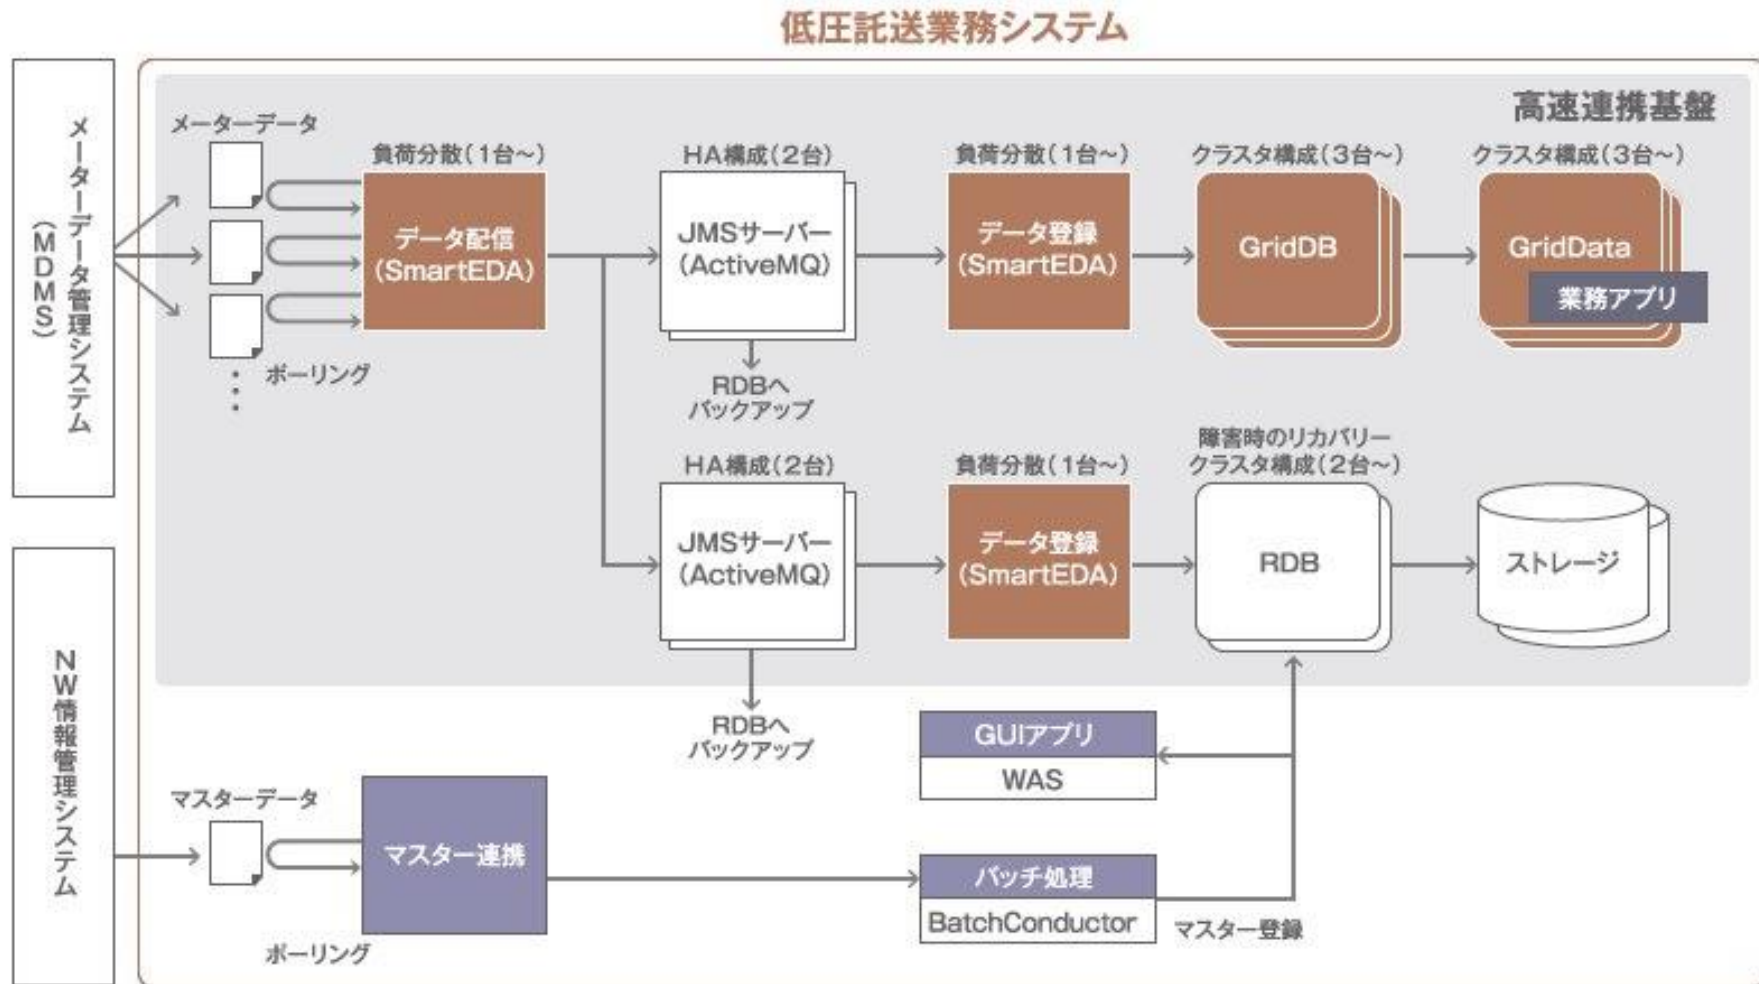 低圧託送業務システム
メーターデータ管理システム
（MDMS）
高速連携基盤
メーターデータ
負荷分散（1台～）
HA構成（2台）
負荷分散（1台～）
クラスタ構成（3台～）
クラスタ構成（3台～）
データ配信
（SmartEDA）
JMSサーバー
（ActiveMQ）
データ登録
（SmartEDA）
GridDB
GridData
業務アプリ
ポーリング
RDBへ
バックアップ
HA構成（2台）
負荷分散（1台～）
障害時のリカバリー
クラスタ構成（2台～）
JMSサーバー
（ActiveMQ）
データ登録
（SmartEDA）
RDB
ストレージ
RDBへ
バックアップ
NW情報管理システム
GUIアプリ
WAS
マスターデータ
マスター連携
バッチ処理
BatchConductor
マスター登録
ポーリング